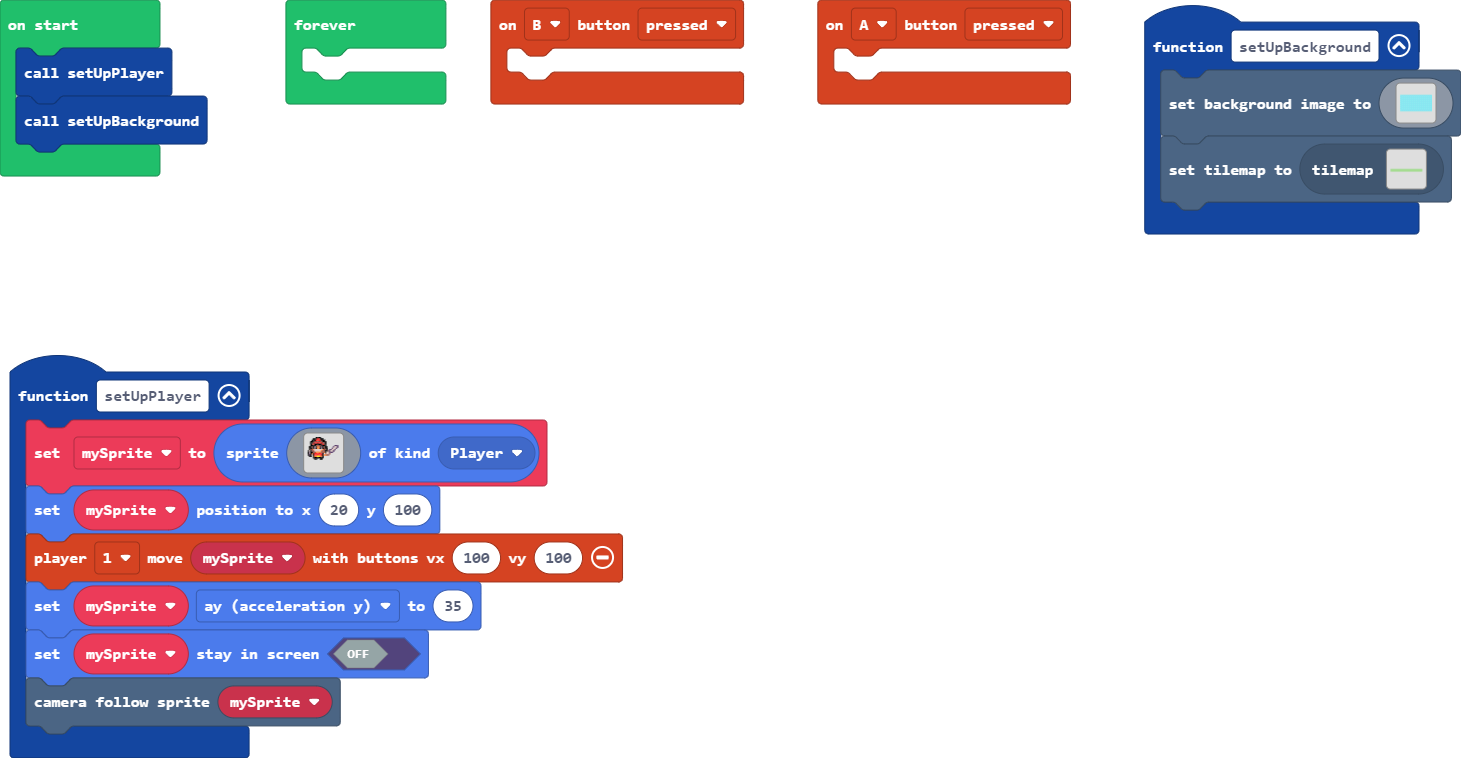 on start
call setUpPlayer
call setUpBackground
forever
on B button pressed
on A button pressed
function setUpBackground
set background image to
set tilemap to tilemap
function setUpPlayer
set mySprite to sprite of kind Player
set mySprite position to x 20 y 100
player 1 move mySprite with buttons vx 100 vy 100
set mySprite ay (acceleration y) to 35
set mySprite stay in screen OFF
camera follow sprite mySprite